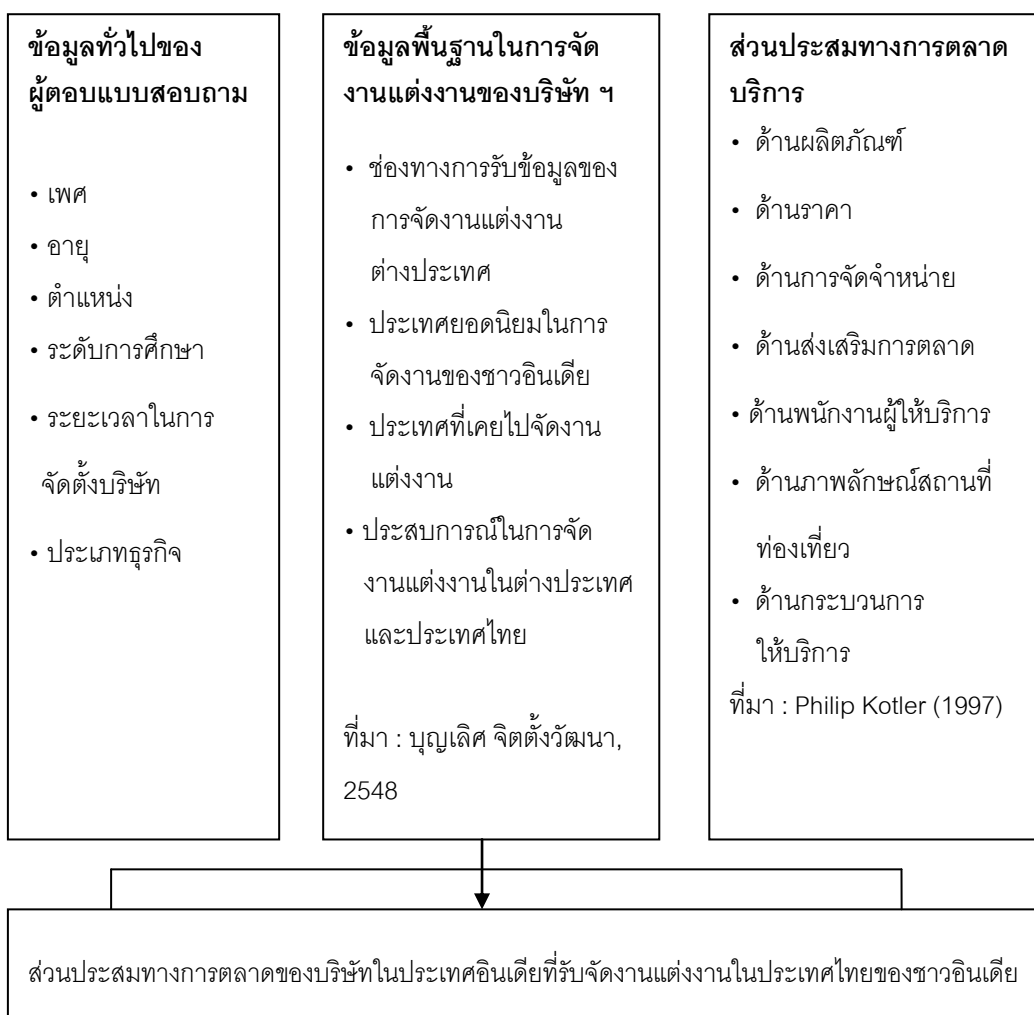 ข้อมูลทั่วไปของ
ผู้ตอบแบบสอบถาม
• เพศ
• อายุ
• ตำแหน่ง
• ระดับการศึกษา
• ระยะเวลาในการ
จัดตั้งบริษัท
• ประเภทธุรกิจ
ข้อมูลพื้นฐานในการจัด
งานแต่งงานของบริษัท ฯ
• ช่องทางการรับข้อมูลของ
การจัดงานแต่งงาน
ต่างประเทศ
• ประเทศยอดนิยมในการ
จัดงานของชาวอินเดีย
• ประเทศที่เคยไปจัดงาน
แต่งงาน
• ประสบการณ์ในการจัด
งานแต่งงานในต่างประเทศ
และประเทศไทย
ที่มา : บุญเลิศ จิตตั้งวัฒนา,
2548
ส่วนประสมทางการตลาด
บริการ
• ด้านผลิตภัณฑ์
• ด้านราคา
• ด้านการจัดจำหน่าย
• ด้านส่งเสริมการตลาด
• ด้านพนักงานผู้ให้บริการ
• ด้านภาพลักษณ์สถานที่
ท่องเที่ยว
• ด้านกระบวนการ
ให้บริการ
ที่มา : Philip Kotler (1997)
ส่วนประสมทางการตลาดของบริษัทในประเทศอินเดียที่รับจัดงานแต่งงานในประเทศไทยของชาวอินเดีย